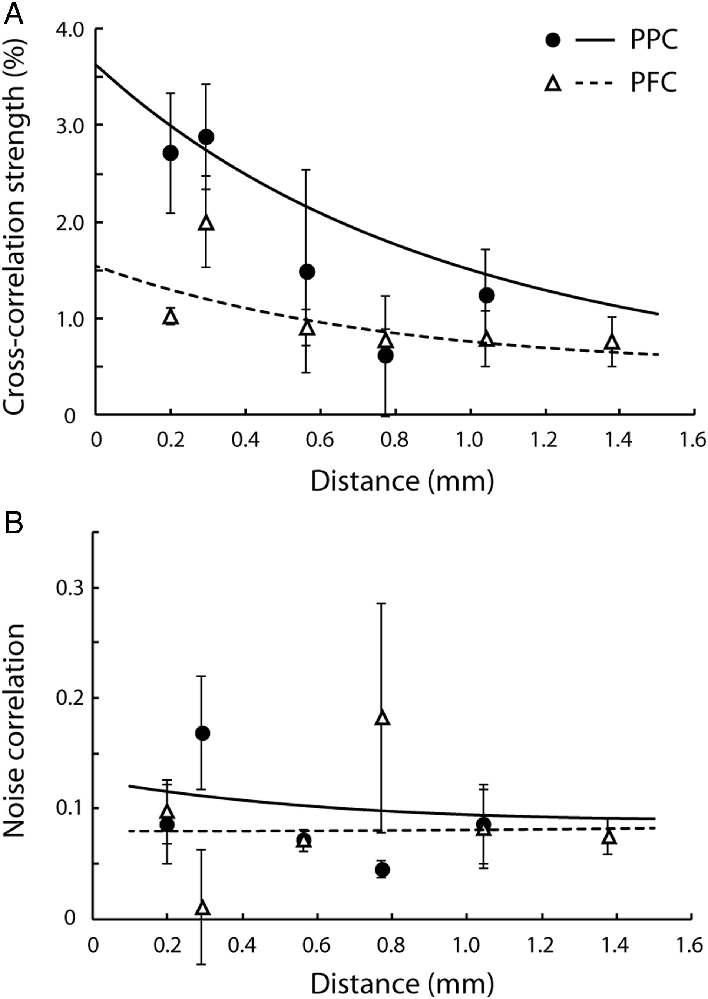 A
Cross-correlation strength (%)
4.0
3.0
2.0
1.0
0
PPC
PFC
0 0.2 0.4 0.6 0.8 1.0 1.2 1.4 1.6
Distance (mm)
B
Noise correlation
0.3
0.2
0.1
0
0 0.2 0.4 0.6 0.8 1.0 1.2 1.4 1.6
Distance (mm)